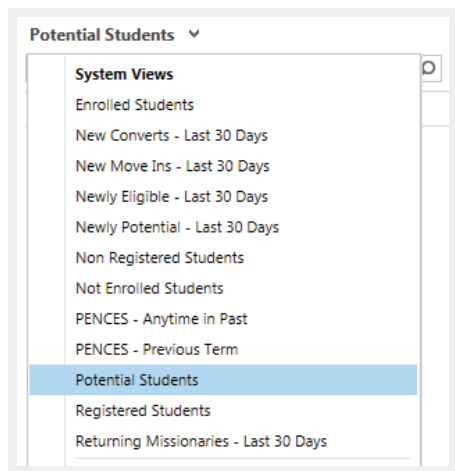 Potential Students
System Views
Enrolled Students
New Converts - Last 30 Days
New Move Ins - Last 30 Days
Newly Eligible - Last 30 Days
Newly Potential - Last 30 Days
Non Registered Students
Not Enrolled Students
PENCES - Anytime in Past
PENCES - Previous Term
Potential Students
Registered Students
Returning Missionaries - Last 30 Days